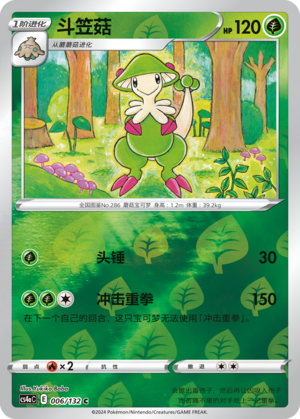 1阶进化
斗笠菇
HP 120
从蘑蘑菇进化
全国图鉴No.286 蘑菇宝可梦 身高：1.2m 体重：39.2kg
头锤 30
冲击重拳 150
在下一个自己的回合，这只宝可梦无法使用「冲击重拳」。
弱点 ×2 抵抗力 撤退
Illus. Yukiko Baba
CS4aC E 006/132 C
©2024 Pokémon/Nintendo/Creatures/GAME FREAK.